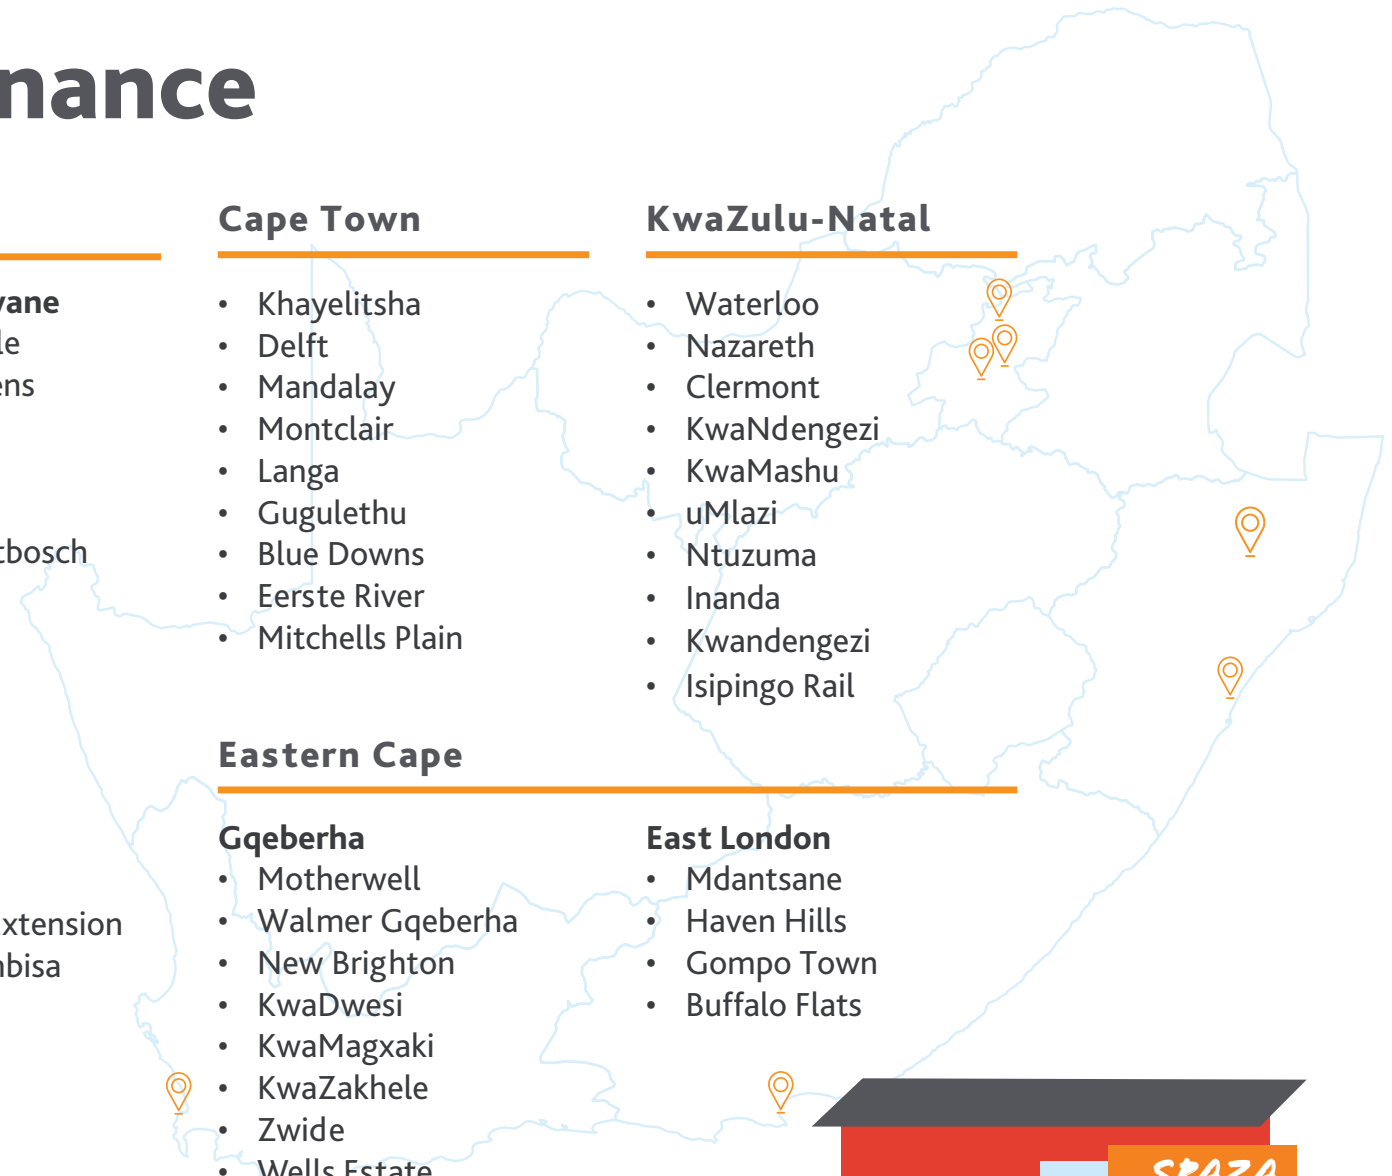 nance
vane
le
ens
tbosch
xtension
nbisa
Cape Town
• Khayelitsha
• Delft
• Mandalay
• Montclair
• Langa
• Gugulethu
• Blue Downs
• Eerste River
• Mitchells Plain
KwaZulu-Natal
• Waterloo
• Nazareth
• Clermont
• KwaNdengezi
• KwaMashu
• uMlazi
• Ntuzuma
• Inanda
• Kwandengezi
• Isipingo Rail
Eastern Cape
Gqeberha
• Motherwell
• Walmer Gqeberha
• New Brighton
• KwaDwesi
• KwaMagxaki
• KwaZakhele
• Zwide
• Wells Estate
East London
• Mdantsane
• Haven Hills
• Gompo Town
• Buffalo Flats
SPAZA